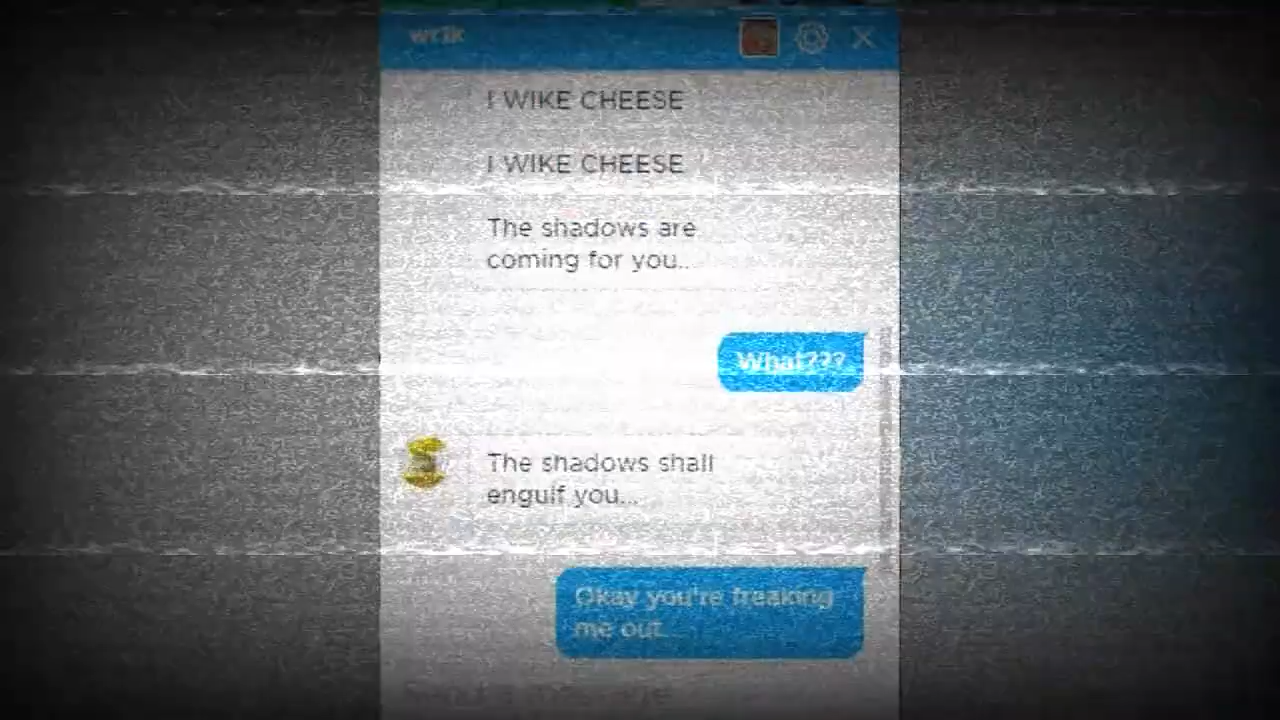 wr1k
I WIKE CHEESE
I WIKE CHEESE
The shadows are
coming for you...
What???
The shadows shall
engulf you...
Okay you're freaking
me out